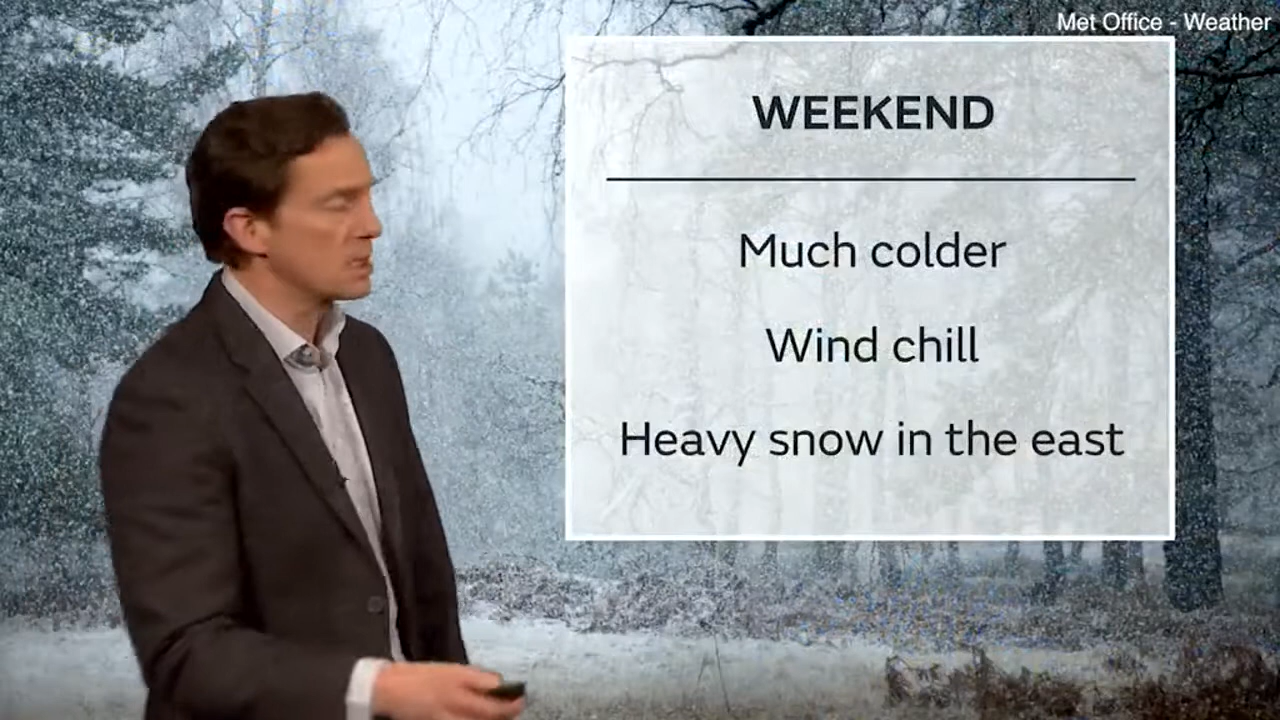 Met Office - Weather
WEEKEND
Much colder
Wind chill
Heavy snow in the east